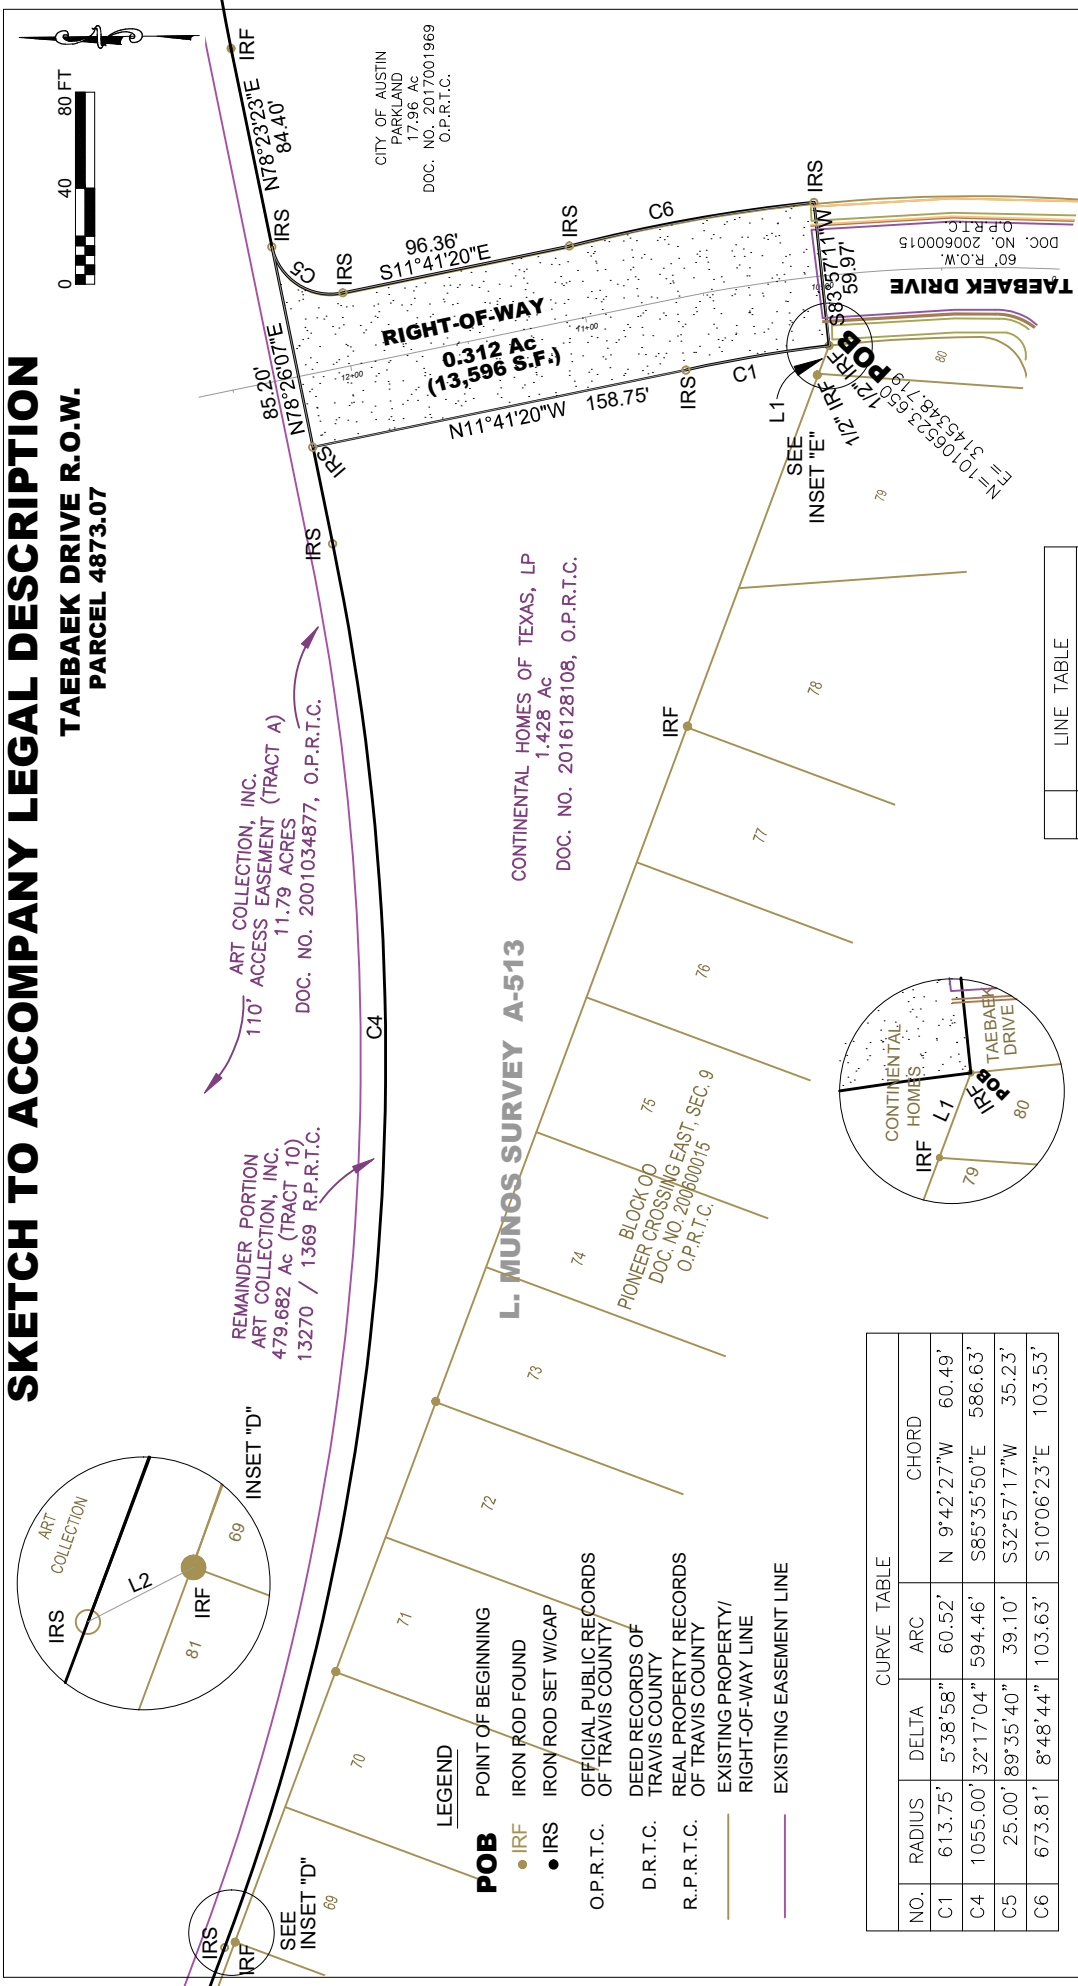 SKETCH TO ACCOMPANY LEGAL DESCRIPTION
TAEBAEK DRIVE R.O.W.
PARCEL 4873.07
0
40
80 FT
IRF
N78°23'23"E
84.40'
IRS
CITY OF AUSTIN
PARKLAND
17.96 Ac
DOC. NO. 2017001969
O.P.R.T.C.
C5
IRS
96.36'
S11°41'20"E
IRS
C6
IRS
85.20'
N78°26'07"E
IRS
IRS
RIGHT-OF-WAY
0.312 Ac
(13,596 S.F.)
12+00
11+00
N11°41'20"W
158.75'
IRS
C1
S83°57'11"W
59.97'
TAEBAEK DRIVE
60' R.O.W.
DOC. NO. 200600015
O.P.R.T.C.
L1
SEE
INSET "E"
1/2" IRF
1/2" IRF
POB
N=10106523.650
E= 3145348.719
80
79
78
77
76
75
74
73
72
71
70
69
IRF
ART COLLECTION, INC.
110' ACCESS EASEMENT (TRACT A)
11.79 ACRES
DOC. NO. 2001034877, O.P.R.T.C.
CONTINENTAL HOMES OF TEXAS, LP
1.428 Ac
DOC. NO. 2016128108, O.P.R.T.C.
C4
REMAINDER PORTION
ART COLLECTION, INC.
479.682 Ac (TRACT 10)
13270 / 1369 R.P.R.T.C.
L. MUNOS SURVEY A-513
BLOCK OO
PIONEER CROSSING EAST, SEC. 9
DOC. NO. 200600015
O.P.R.T.C.
CONTINENTAL
HOMES
TAEBAEK
DRIVE
IRF
L1
IRF
POB
79
80
ART
COLLECTION
IRS
L2
IRF
81
69
INSET "D"
IRS
IRF
SEE
INSET "D"
LEGEND
POB POINT OF BEGINNING
IRF IRON ROD FOUND
IRS IRON ROD SET W/CAP
O.P.R.T.C. OFFICIAL PUBLIC RECORDS
OF TRAVIS COUNTY
D.R.T.C. DEED RECORDS OF
TRAVIS COUNTY
R..P.R.T.C. REAL PROPERTY RECORDS
OF TRAVIS COUNTY
EXISTING PROPERTY/
RIGHT-OF-WAY LINE
EXISTING EASEMENT LINE
LINE TABLE
CURVE TABLE
NO. RADIUS DELTA ARC CHORD
C1 613.75' 5°38'58" 60.52' N 9°42'27"W 60.49'
C4 1055.00' 32°17'04" 594.46' S85°35'50"E 586.63'
C5 25.00' 89°35'40" 39.10' S32°57'17"W 35.23'
C6 673.81' 8°48'44" 103.63' S10°06'23"E 103.53'